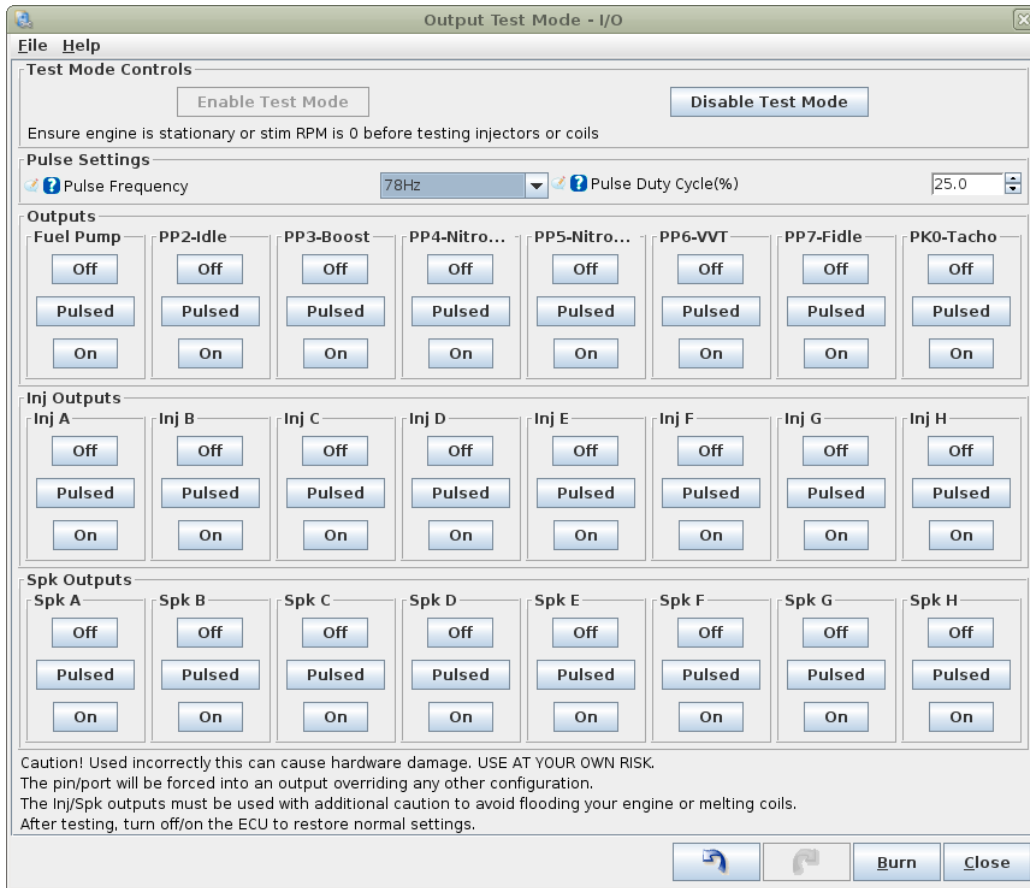 Output Test Mode - I/O
File Help
Test Mode Controls
Enable Test Mode Disable Test Mode
Ensure engine is stationary or stim RPM is 0 before testing injectors or coils
Pulse Settings
? Pulse Frequency 78Hz ? Pulse Duty Cycle(%) 25.0
Outputs
Fuel Pump PP2-Idle PP3-Boost PP4-Nitro... PP5-Nitro... PP6-VVT PP7-Fidle PK0-Tacho
Off Off Off Off Off Off Off Off
Pulsed Pulsed Pulsed Pulsed Pulsed Pulsed Pulsed Pulsed
On On On On On On On On
Inj Outputs
Inj A Inj B Inj C Inj D Inj E Inj F Inj G Inj H
Off Off Off Off Off Off Off Off
Pulsed Pulsed Pulsed Pulsed Pulsed Pulsed Pulsed Pulsed
On On On On On On On On
Spk Outputs
Spk A Spk B Spk C Spk D Spk E Spk F Spk G Spk H
Off Off Off Off Off Off Off Off
Pulsed Pulsed Pulsed Pulsed Pulsed Pulsed Pulsed Pulsed
On On On On On On On On
Caution! Used incorrectly this can cause hardware damage. USE AT YOUR OWN RISK.
The pin/port will be forced into an output overriding any other configuration.
The Inj/Spk outputs must be used with additional caution to avoid flooding your engine or melting coils.
After testing, turn off/on the ECU to restore normal settings.
Burn Close